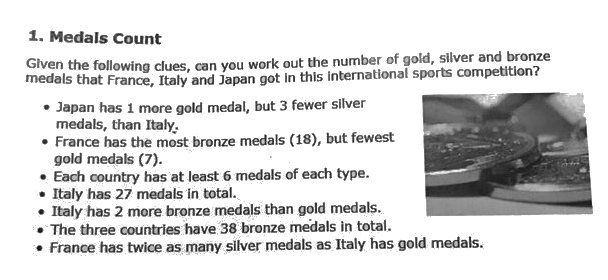 1. Medals Count
Given the following clues, can you work out the number of gold, silver and bronze
medals that France, Italy and Japan got in this international sports competition?
• Japan has 1 more gold medal, but 3 fewer silver
medals, than Italy.
• France has the most bronze medals (18), but fewest
gold medals (7).
• Each country has at least 6 medals of each type.
• Italy has 27 medals in total.
• Italy has 2 more bronze medals than gold medals.
• The three countries have 38 bronze medals in total.
• France has twice as many silver medals as Italy has gold medals.